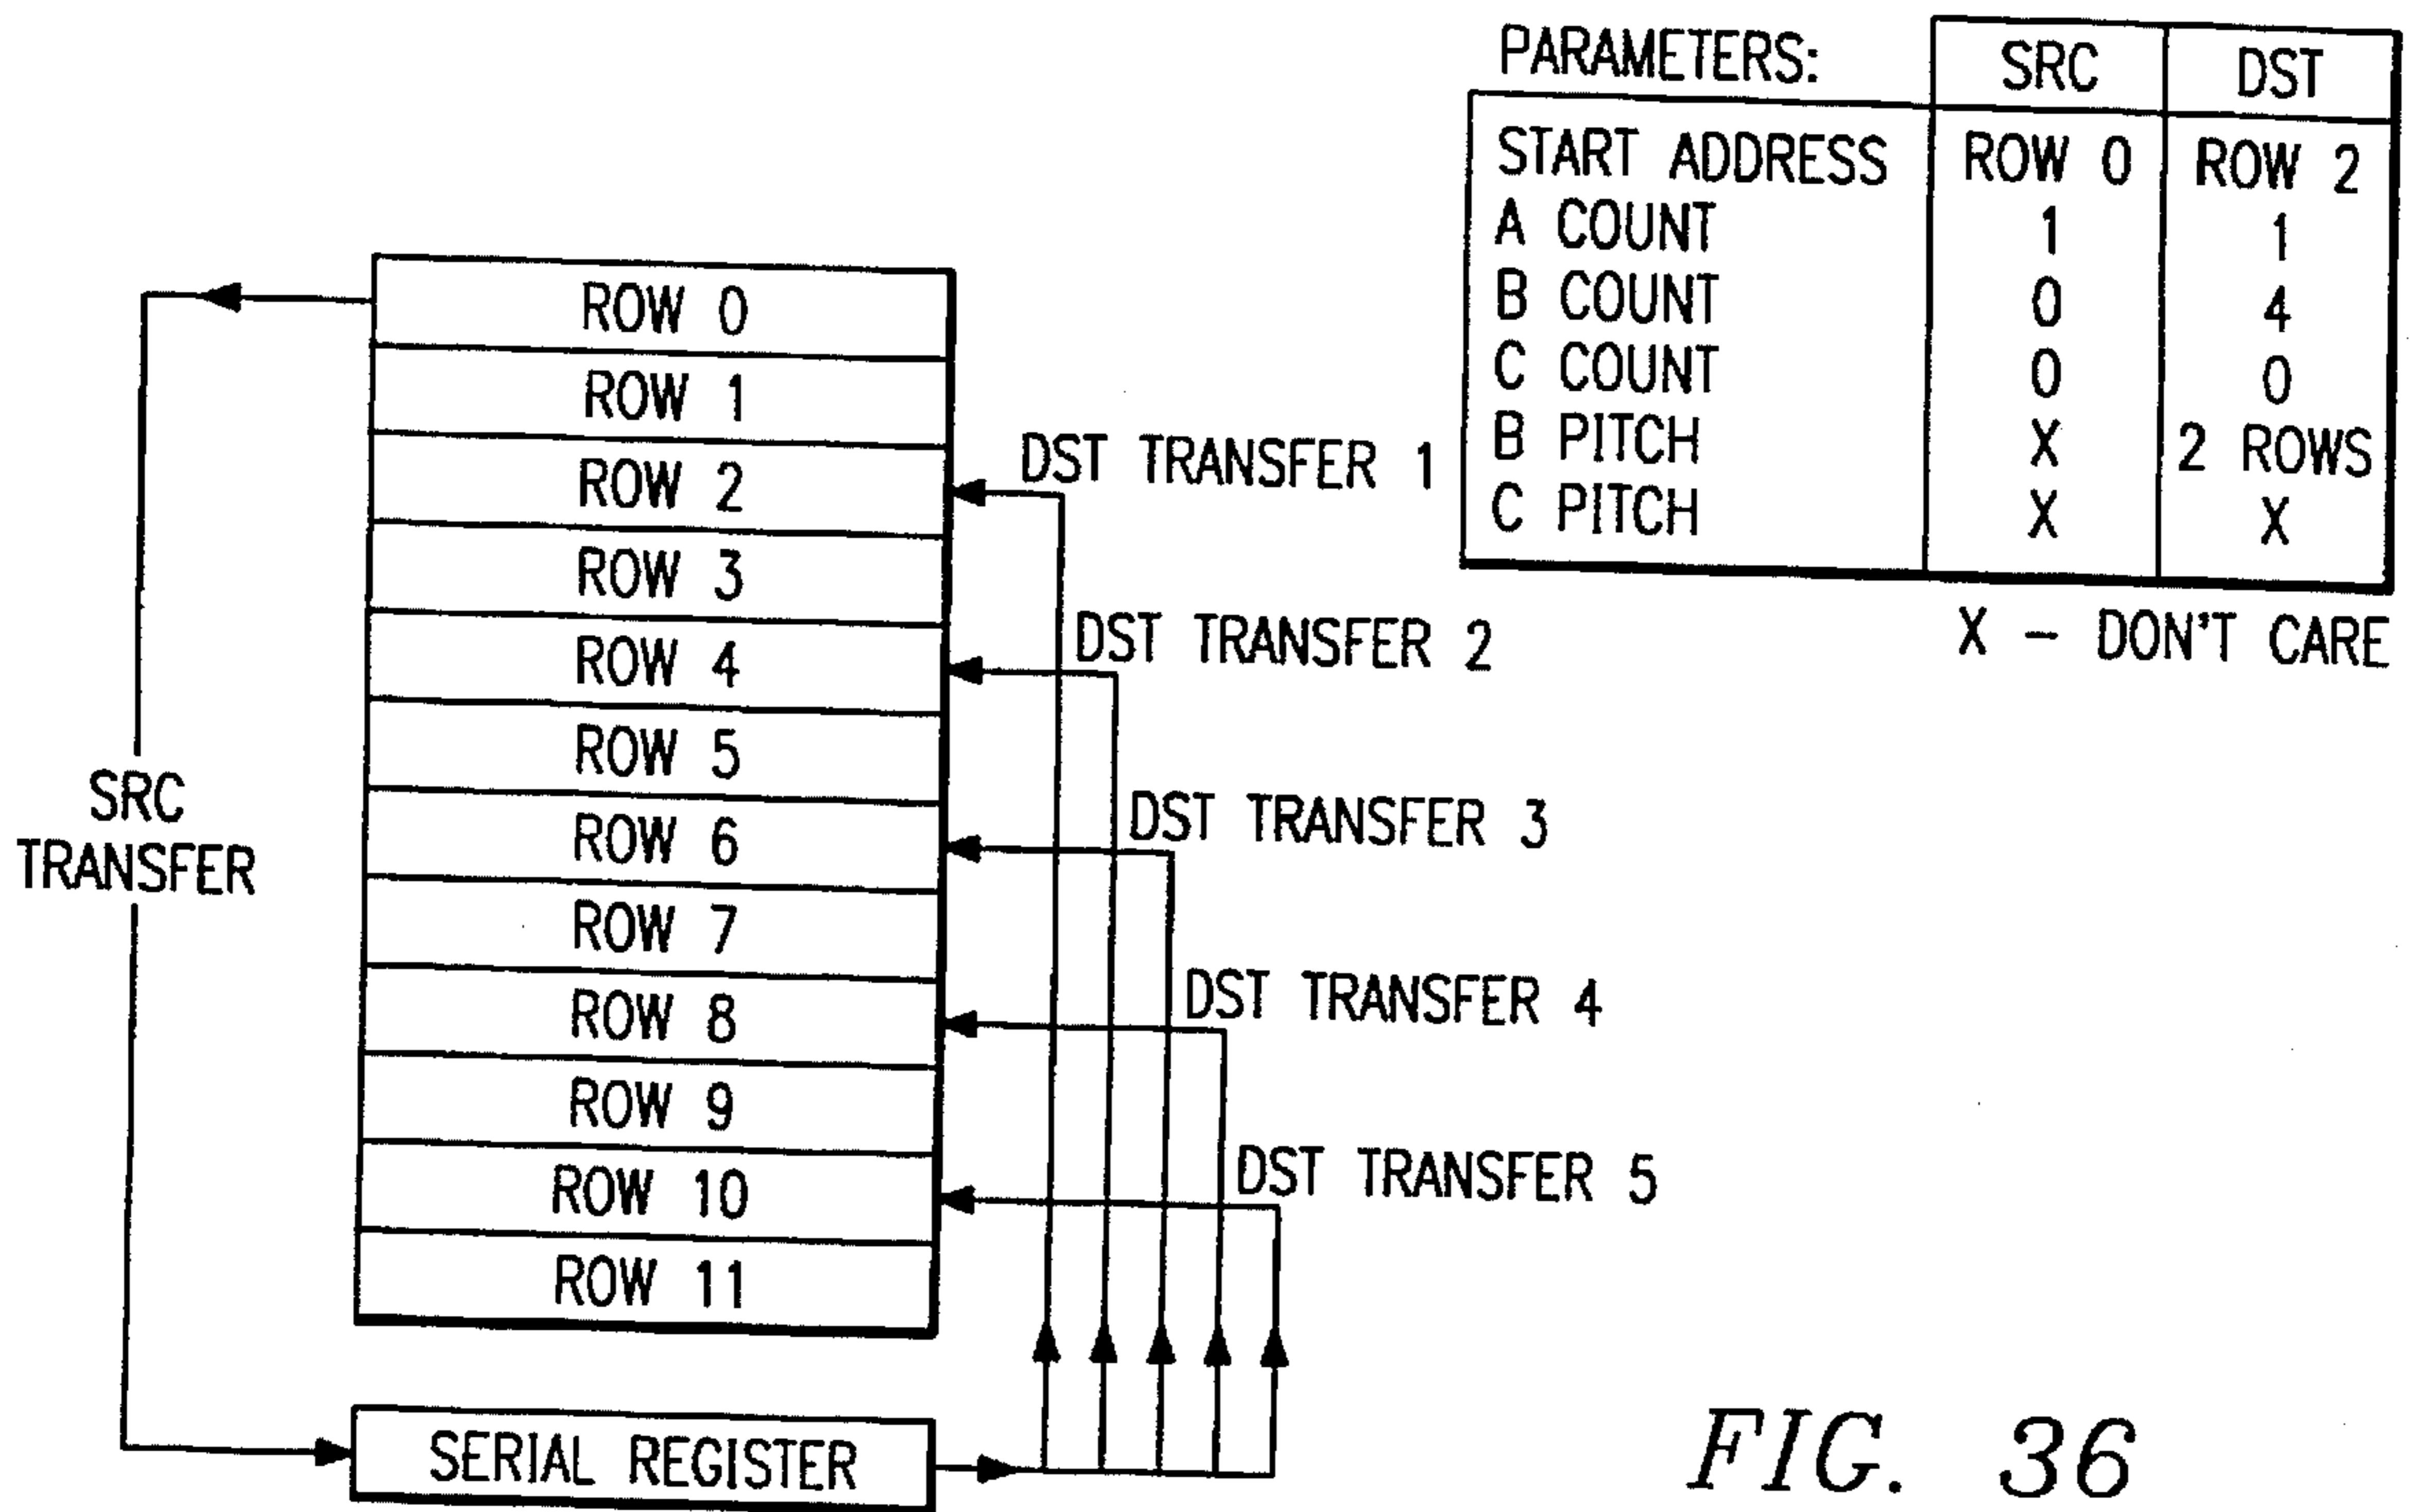 PARAMETERS: SRC DST
START ADDRESS ROW 0 ROW 2
A COUNT 1 1
B COUNT 0 4
C COUNT 0 0
B PITCH X 2 ROWS
C PITCH X X
X - DON'T CARE
ROW 0
ROW 1
ROW 2
ROW 3
ROW 4
ROW 5
ROW 6
ROW 7
ROW 8
ROW 9
ROW 10
ROW 11
SRC
TRANSFER
DST TRANSFER 1
DST TRANSFER 2
DST TRANSFER 3
DST TRANSFER 4
DST TRANSFER 5
SERIAL REGISTER
FIG. 36